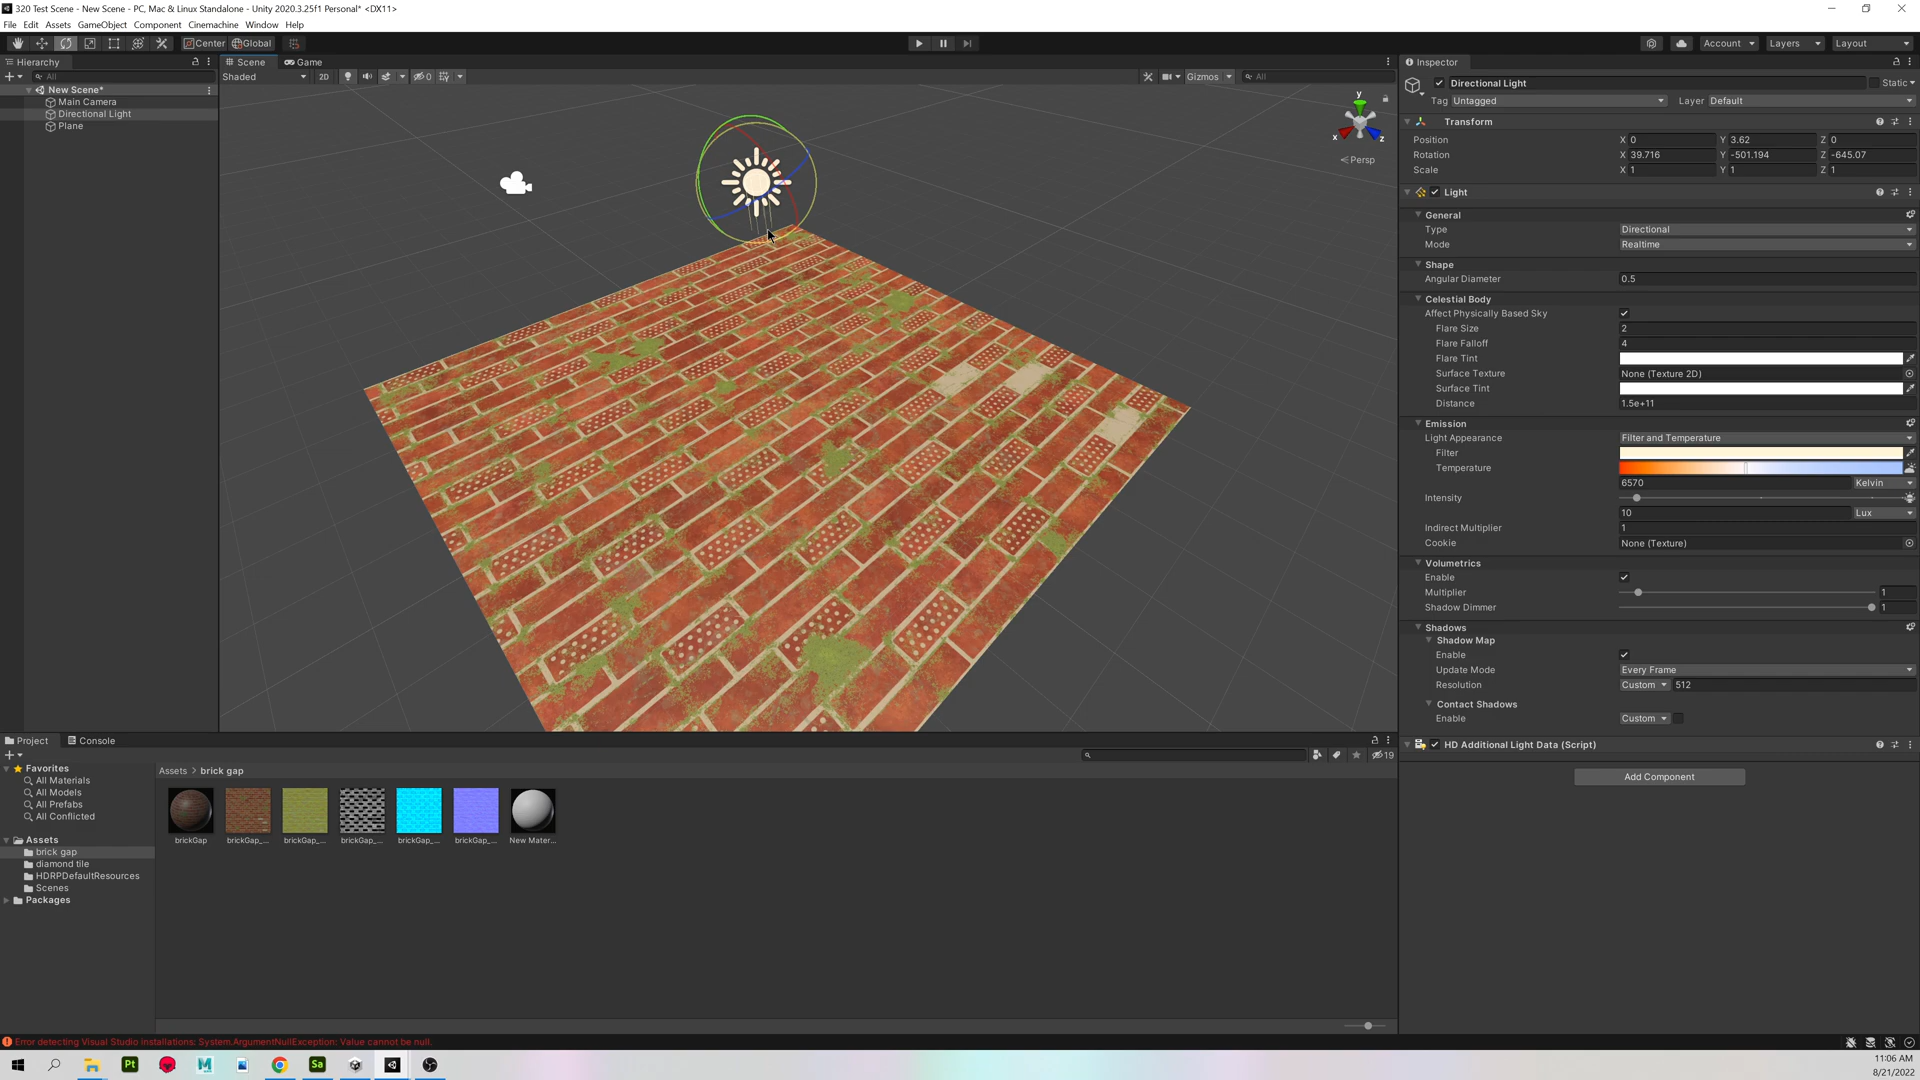 320 Test Scene - New Scene - PC, Mac & Linux Standalone - Unity 2020.3.25f1 Personal* <DX11>
File Edit Assets GameObject Component Cinemachine Window Help
Center Global
Account Layers Layout
Hierarchy
All
New Scene*
Main Camera
Directional Light
Plane
Scene Game
Shaded 2D 0 Gizmos All
y
x z
Persp
Inspector
Directional Light Static
Tag Untagged Layer Default
Transform
Position X 0 Y 3.62 Z 0
Rotation X 39.716 Y -501.194 Z -645.07
Scale X 1 Y 1 Z 1
Light
General
Type Directional
Mode Realtime
Shape
Angular Diameter 0.5
Celestial Body
Affect Physically Based Sky
Flare Size 2
Flare Falloff 4
Flare Tint
Surface Texture None (Texture 2D)
Surface Tint
Distance 1.5e+11
Emission
Light Appearance Filter and Temperature
Filter
Temperature
6570 Kelvin
Intensity
10 Lux
Indirect Multiplier 1
Cookie None (Texture)
Volumetrics
Enable
Multiplier 1
Shadow Dimmer 1
Shadows
Shadow Map
Enable
Update Mode Every Frame
Resolution Custom 512
Contact Shadows
Enable Custom
HD Additional Light Data (Script)
Add Component
Project Console
19
Favorites
All Materials
All Models
All Prefabs
All Conflicted
Assets
brick gap
diamond tile
HDRPDefaultResources
Scenes
Packages
Assets > brick gap
brickGap brickGap_... brickGap_... brickGap_... brickGap_... brickGap_... New Mater...
Error detecting Visual Studio installations: System.ArgumentNullException: Value cannot be null.
Pt M Sa
11:06 AM
8/21/2022